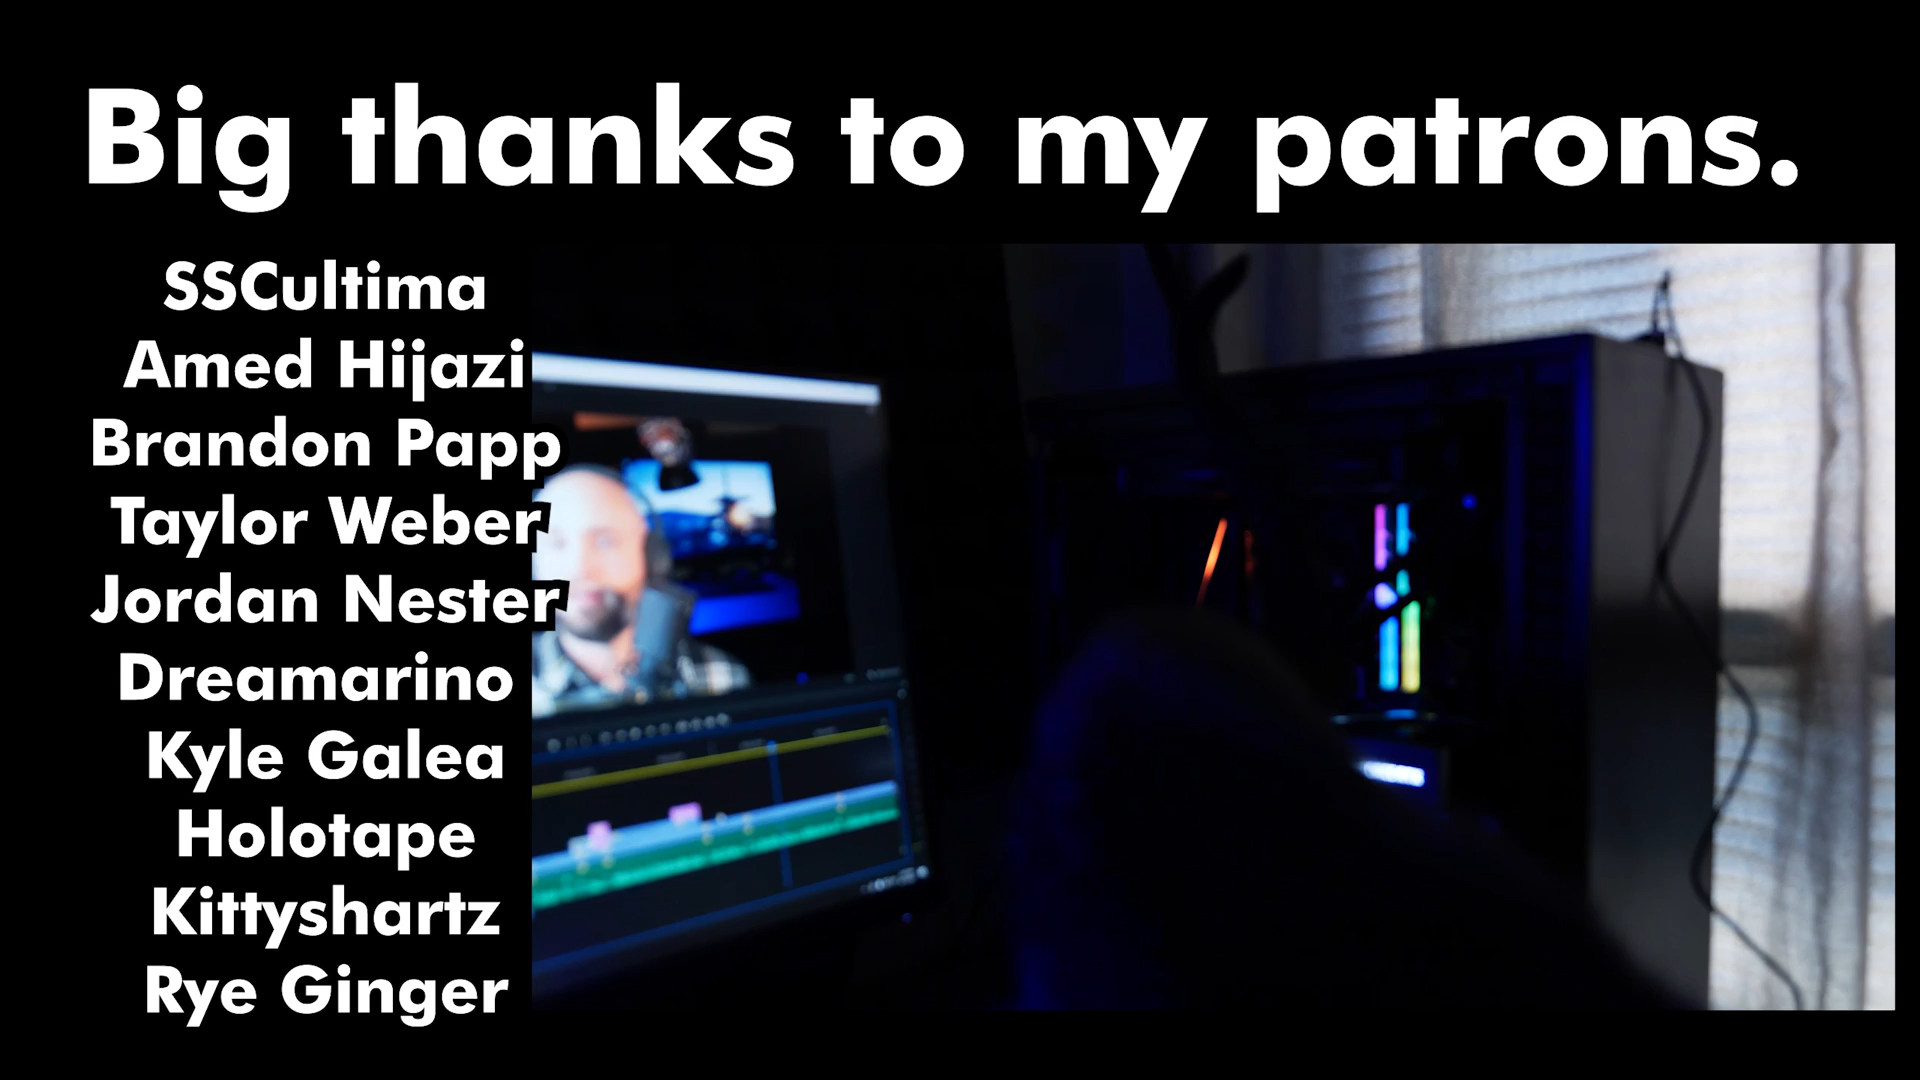 Big thanks to my patrons.
SSCultima
Amed Hijazi
Brandon Papp
Taylor Weber
Jordan Nester
Dreamarino
Kyle Galea
Holotape
Kittyshartz
Rye Ginger